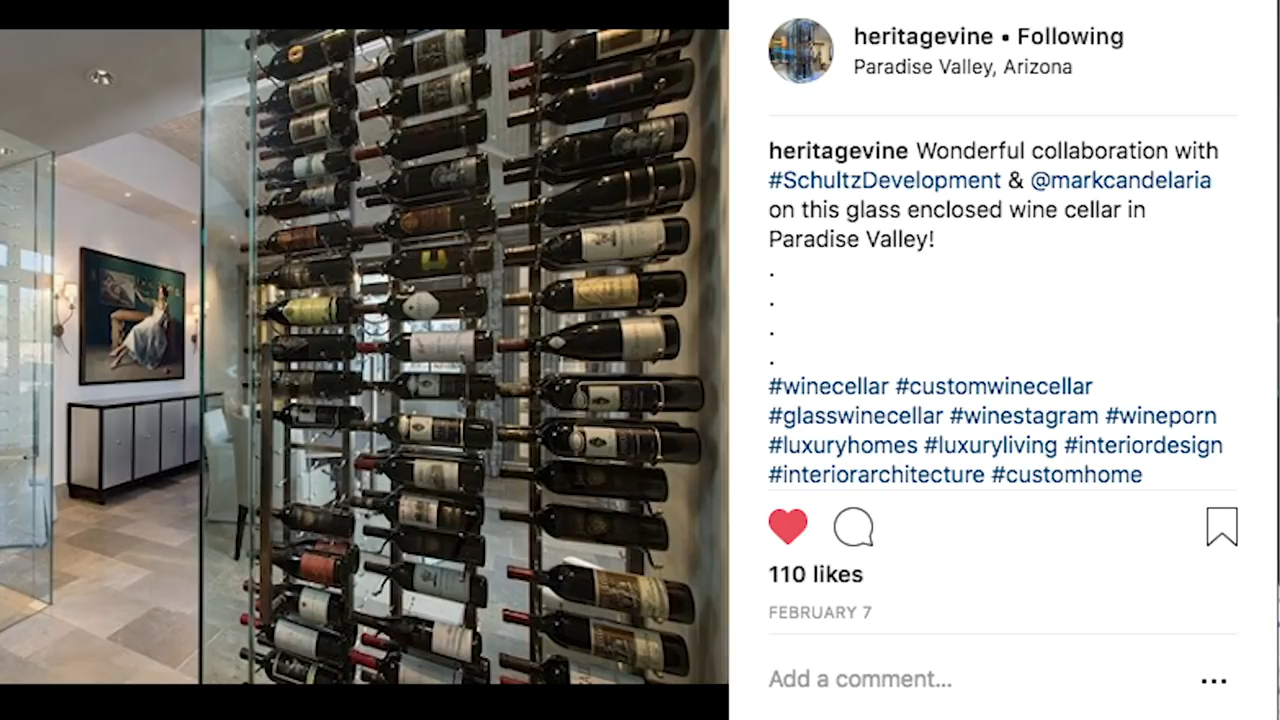 heritagevine • Following
Paradise Valley, Arizona
heritagevine Wonderful collaboration with
#SchultzDevelopment & @markcandelaria
on this glass enclosed wine cellar in
Paradise Valley!
.
.
.
.
#winecellar #customwinecellar
#glasswinecellar #winestagram #wineporn
#luxuryhomes #luxuryliving #interiordesign
#interiorarchitecture #customhome
110 likes
FEBRUARY 7
Add a comment...